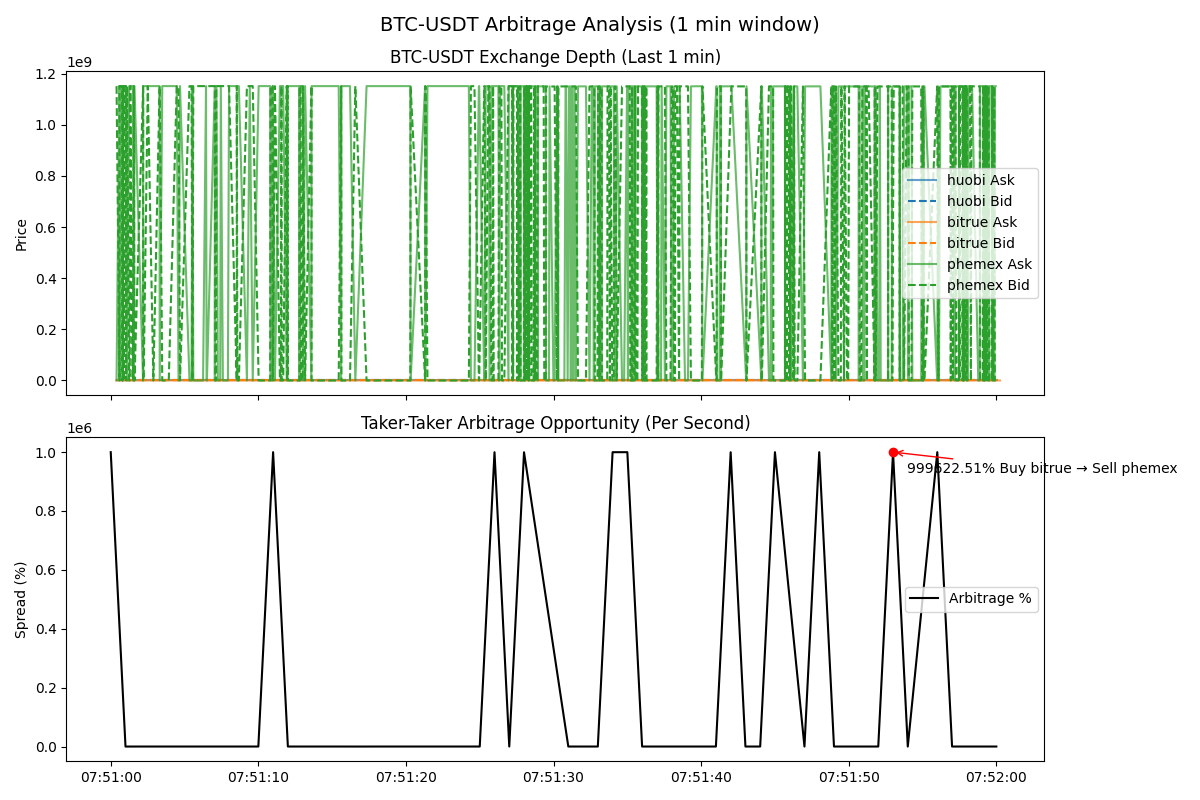 BTC-USDT Arbitrage Analysis (1 min window)
BTC-USDT Exchange Depth (Last 1 min)
1e9
1.2
1.0
0.8
0.6
0.4
0.2
0.0
Price
huobi Ask
huobi Bid
bitrue Ask
bitrue Bid
phemex Ask
phemex Bid
Taker-Taker Arbitrage Opportunity (Per Second)
1e6
1.0
0.8
0.6
0.4
0.2
0.0
Spread (%)
999622.51% Buy bitrue → Sell phemex
Arbitrage %
07:51:00
07:51:10
07:51:20
07:51:30
07:51:40
07:51:50
07:52:00